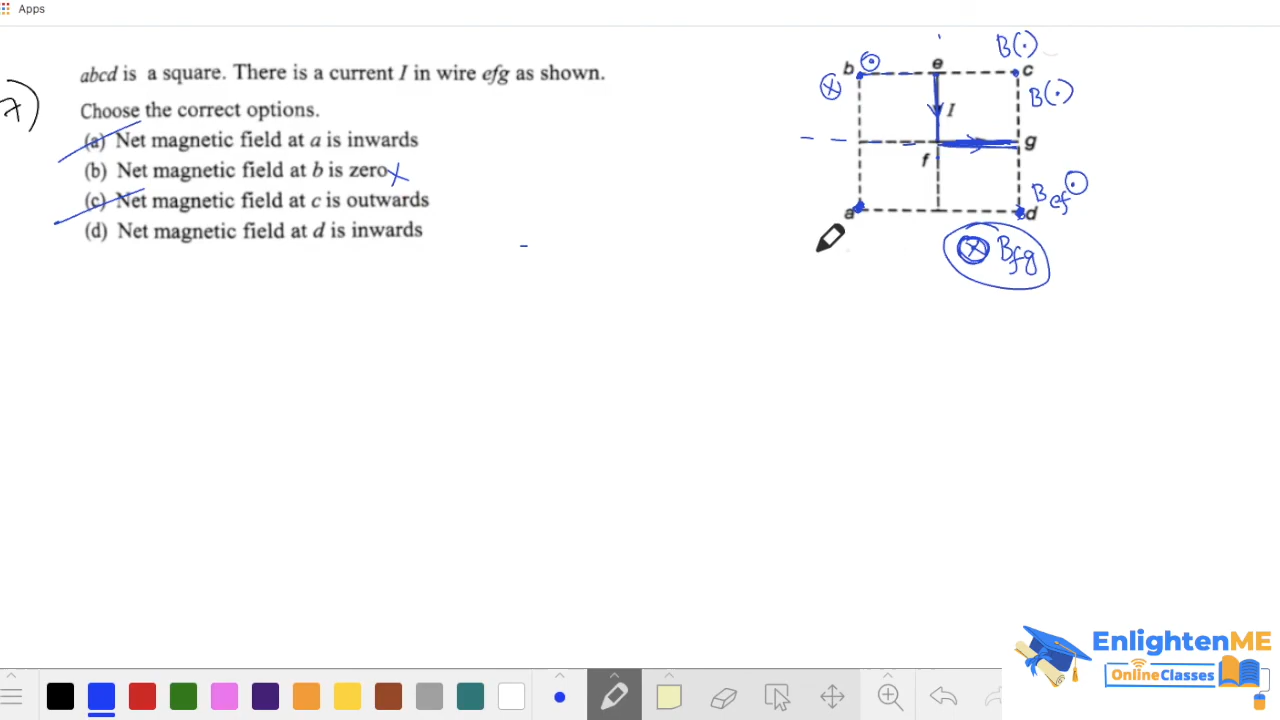 Apps
7)
abcd is a square. There is a current I in wire efg as shown.
Choose the correct options.
(a) Net magnetic field at a is inwards
(b) Net magnetic field at b is zero
(c) Net magnetic field at c is outwards
(d) Net magnetic field at d is inwards
B(·)
b e c
B(·)
I
f g
a d
B ef
B fg
EnlightenME
OnlineClasses